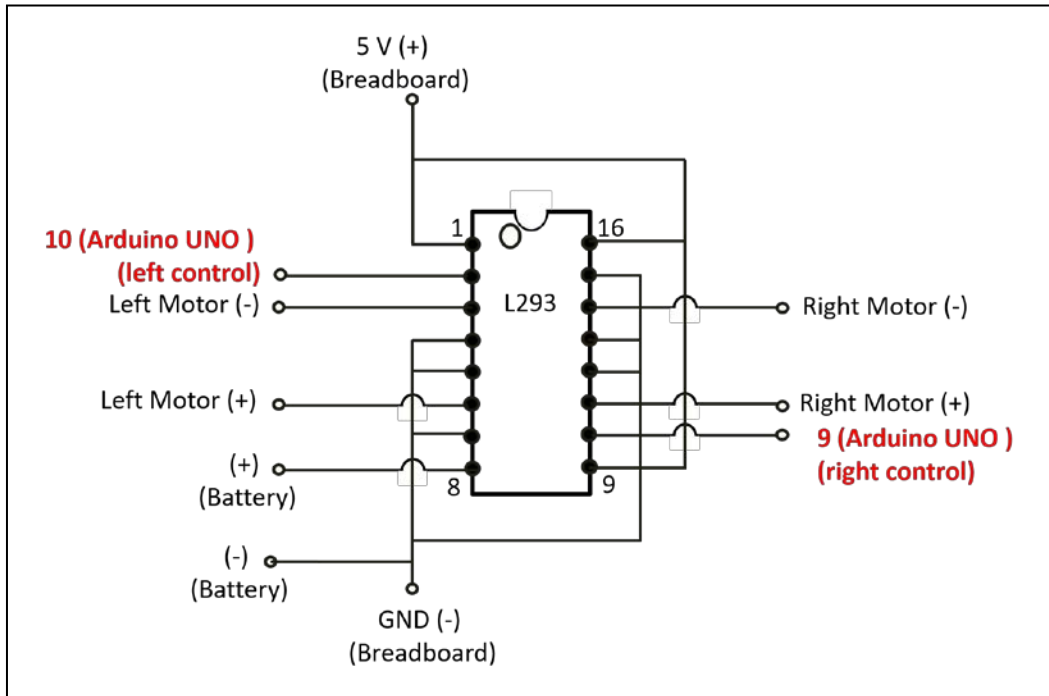 5 V (+)
(Breadboard)
1
16
10 (Arduino UNO )
(left control)
Left Motor (-)
L293
Right Motor (-)
Left Motor (+)
Right Motor (+)
9 (Arduino UNO )
(right control)
(+)
(Battery)
8
9
(-)
(Battery)
GND (-)
(Breadboard)